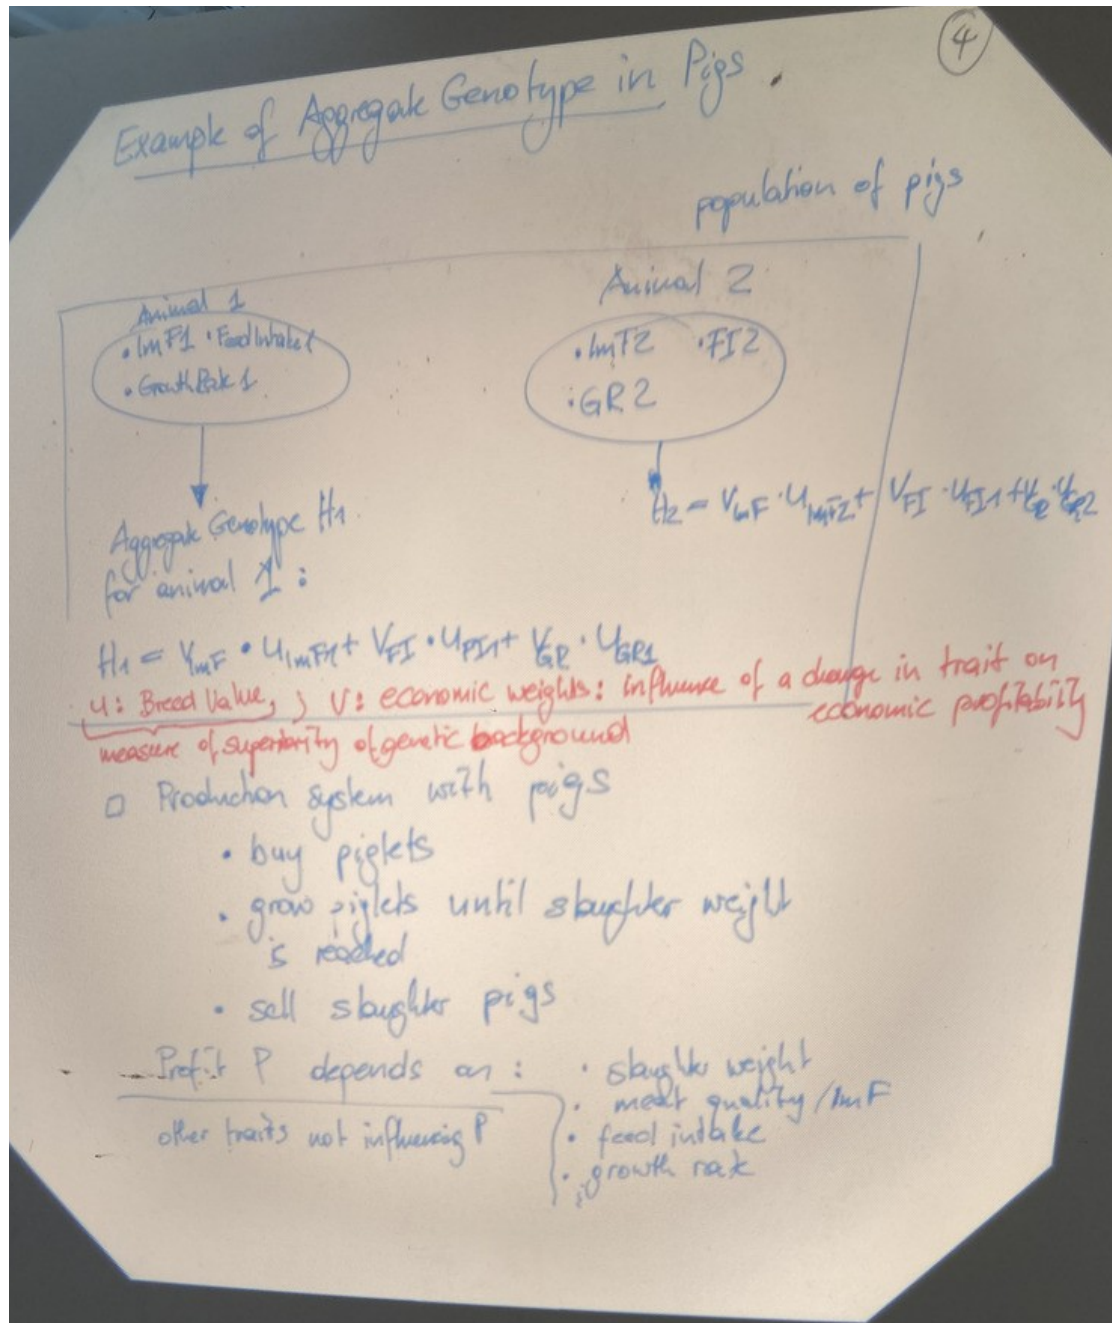 4
Example of Aggregate Genotype in Pigs
population of pigs
Animal 1
• ImF1 • FeedIntake1
• Growth Rate 1
Animal 2
• ImF2 • FI2
• GR2
Aggregate Genotype H1
for animal 1 :
H2 = VImF · UImF2 + VFI · UFI1 + VGR · UGR2
H1 = VImF • UImF1 + VFI • UFI1 + VGR · UGR1
u: Breed Value, ; V: economic weights: influence of a change in trait on
economic profitability
measure of superiority of genetic background
□ Production system with pigs
• buy piglets
• grow piglets until slaughter weight
is reached
• sell slaughter pigs
Profit P depends on : • slaughter weight
• meat quality / ImF
other traits not influencing P • feed intake
• growth rate